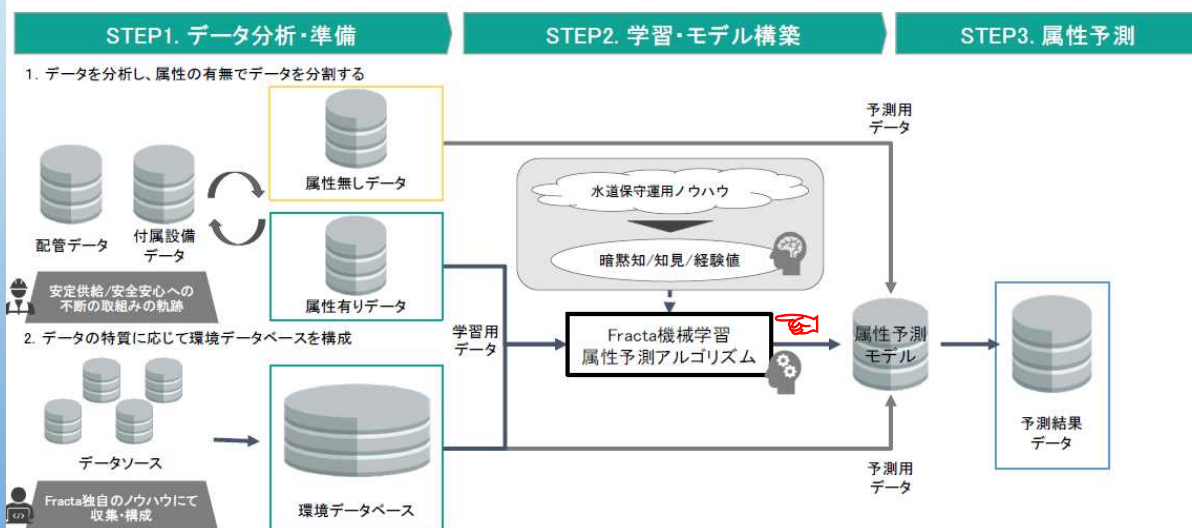 STEP1. データ分析・準備
STEP2. 学習・モデル構築
STEP3. 属性予測
1. データを分析し、属性の有無でデータを分割する
配管データ
付属設備
データ
属性無しデータ
属性有りデータ
安定供給/安全安心への
不断の取組みの軌跡
2. データの特質に応じて環境データベースを構成
データソース
Fracta独自のノウハウにて
収集・構成
環境データベース
学習用
データ
水道保守運用ノウハウ
暗黙知/知見/経験値
Fracta機械学習
属性予測アルゴリズム
予測用
データ
属性予測
モデル
予測用
データ
予測結果
データ